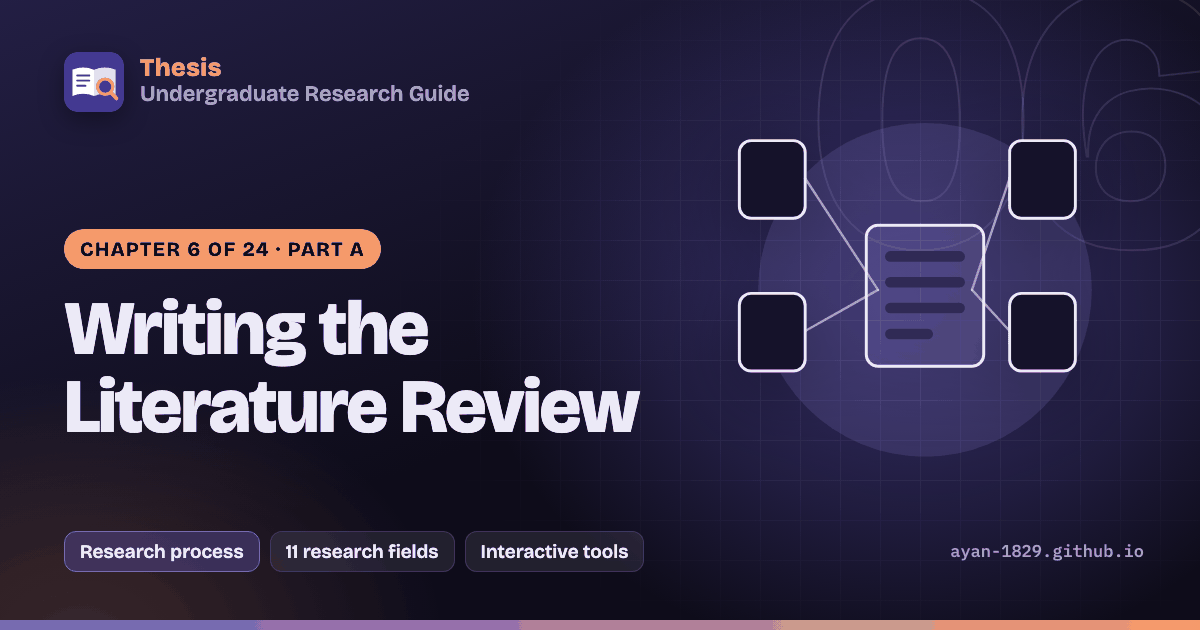 Thesis
Undergraduate Research Guide
06
CHAPTER 6 OF 24 · PART A
Writing the
Literature Review
Research process
11 research fields
Interactive tools
ayan-1829.github.io